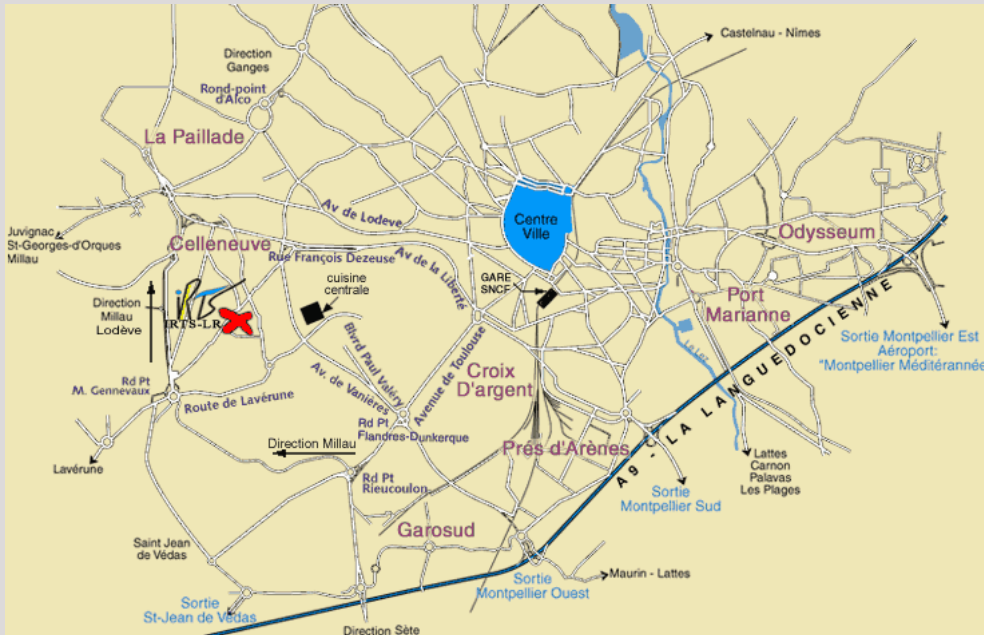 Castelnau - Nîmes
Direction
Ganges
Rond-point
d'Alco
La Paillade
Av de Lodeve
Centre
Ville
Juvignac
St-Georges-d'Orques
Millau
Celleneuve
Rue François Dezeuse
Av de la Liberté
Odysseum
cuisine
centrale
GARE
SNCF
IRTS-LR
Direction
Millau
Lodève
Port
Marianne
Sortie Montpellier Est
Aéroport:
"Montpellier Méditérannée
Blvrd Paul Valéry
Avenue de Toulouse
Le Lez
A9 - LA LANGUEDOCIENNE
Croix
D'argent
Rd Pt
M. Gennevaux
Av. de Vanières
Route de Lavérune
Rd Pt
Flandres-Dunkerque
Direction Millau
Prés d'Arènes
Lavérune
Lattes
Carnon
Palavas
Les Plages
Rd Pt
Rieucoulon
Sortie
Montpellier Sud
Garosud
Saint Jean
de Védas
Sortie
Montpellier Ouest
Maurin - Lattes
Sortie
St-Jean de Védas
Direction Sète